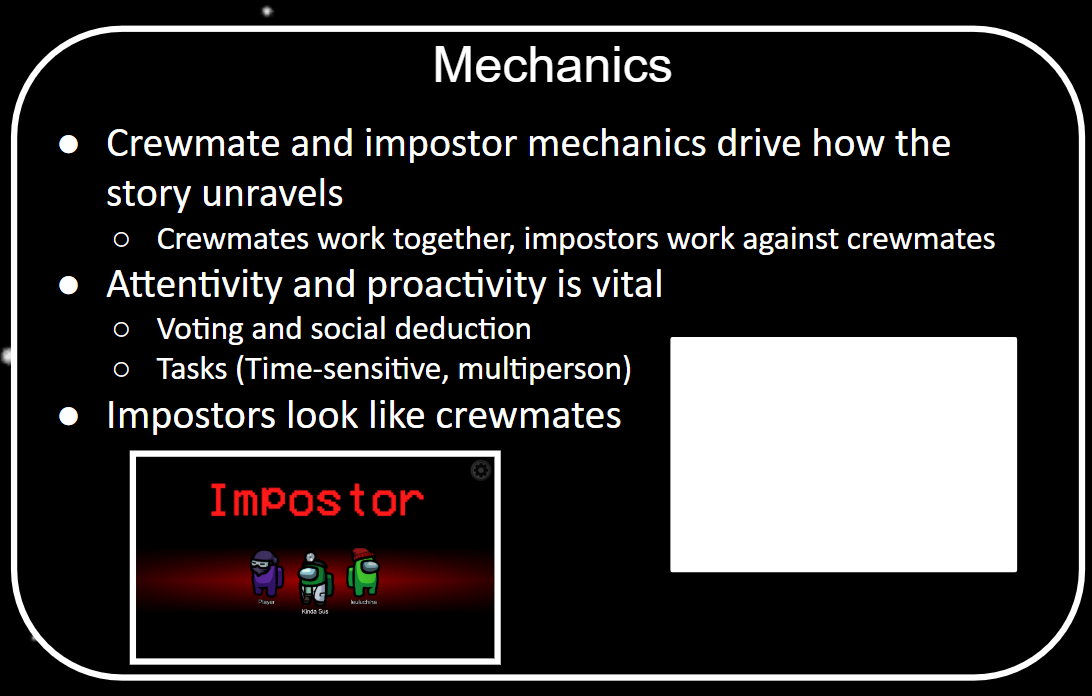 Mechanics
● Crewmate and impostor mechanics drive how the
story unravels
○ Crewmates work together, impostors work against crewmates
● Attentivity and proactivity is vital
○ Voting and social deduction
○ Tasks (Time-sensitive, multiperson)
● Impostors look like crewmates
Impostor
Player
Kinda Sus